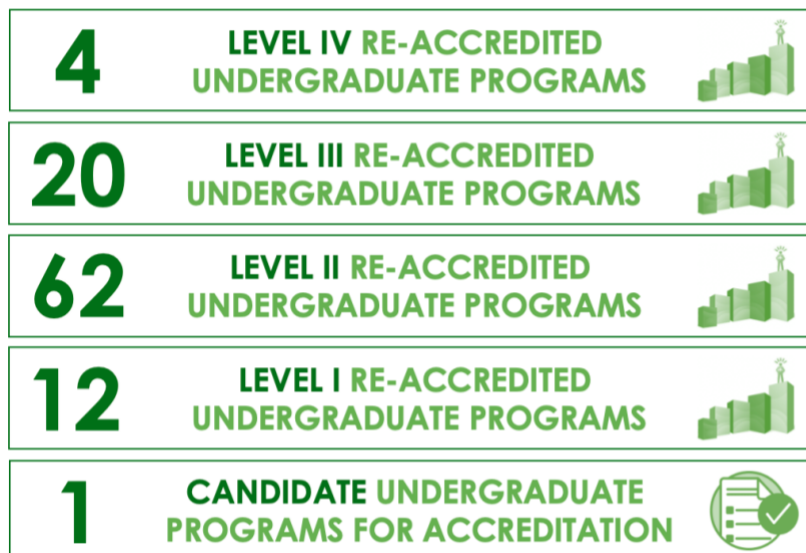 4
LEVEL IV RE-ACCREDITED
UNDERGRADUATE PROGRAMS
20
LEVEL III RE-ACCREDITED
UNDERGRADUATE PROGRAMS
62
LEVEL II RE-ACCREDITED
UNDERGRADUATE PROGRAMS
12
LEVEL I RE-ACCREDITED
UNDERGRADUATE PROGRAMS
1
CANDIDATE UNDERGRADUATE
PROGRAMS FOR ACCREDITATION